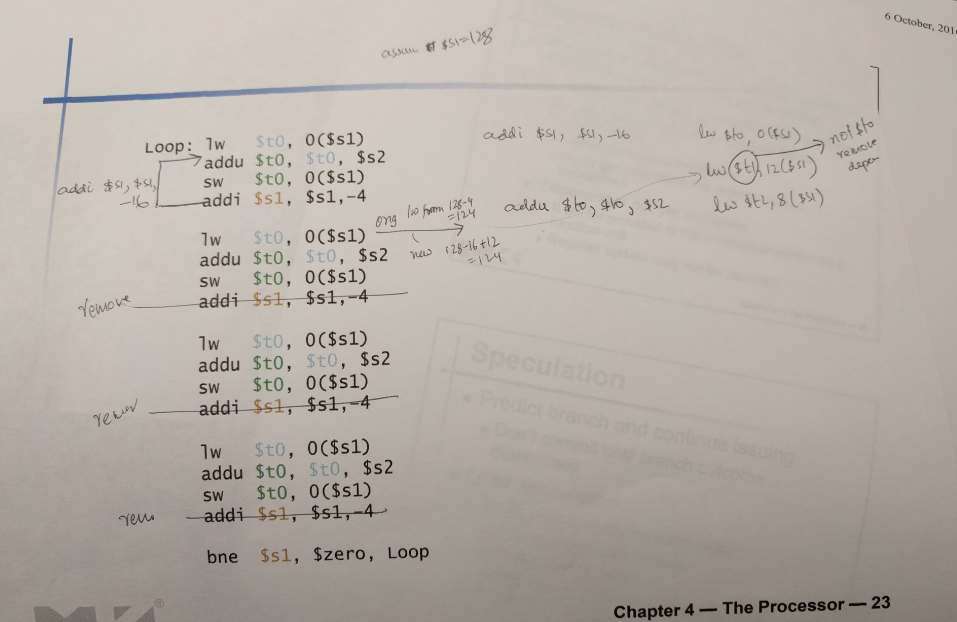 6 October, 201
$s1=128
Loop: lw $t0, 0($s1)
addu $t0, $t0, $s2
sw $t0, 0($s1)
addi $s1, $s1,-4
addi $s1, $s1,
-16
lw $t0, 0($s1)
addu $t0, $t0, $s2
sw $t0, 0($s1)
addi $s1, $s1,-4
remove
orig lw from 128-4
=124
new 128-16+12
=124
addi $s1, $s1, -16
addu $t0, $t0, $s2
lw $t0, 0($s1)
lw $t1, 12($s1)
lw $t2, 8($s1)
not $t0
remove
lw $t0, 0($s1)
addu $t0, $t0, $s2
sw $t0, 0($s1)
addi $s1, $s1,-4
lw $t0, 0($s1)
addu $t0, $t0, $s2
sw $t0, 0($s1)
addi $s1, $s1,-4
rem
bne $s1, $zero, Loop
Speculation
Predict branch and continue issuing
Don't commit until branch outcome
®
Chapter 4 — The Processor — 23